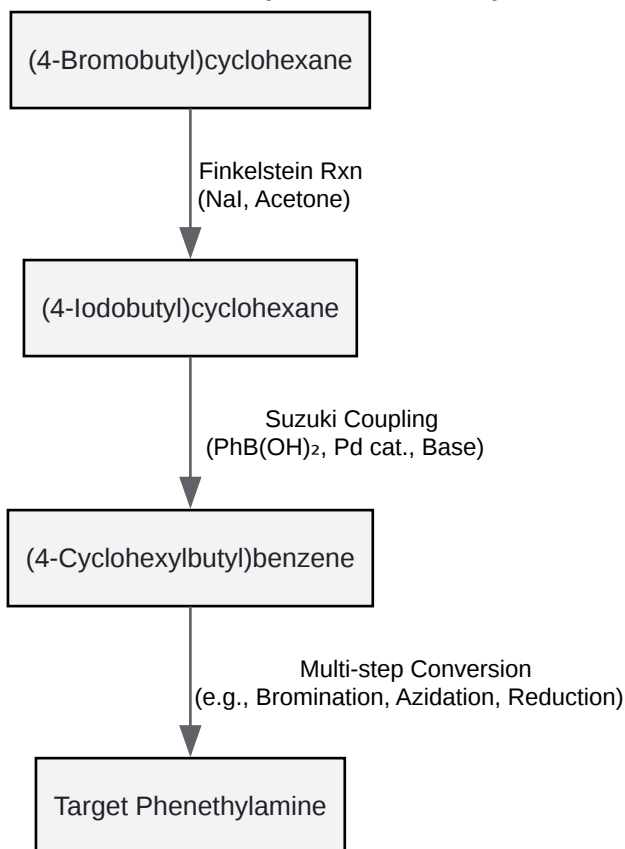 (4-Bromobutyl)cyclohexane
Finkelstein Rxn
(NaI, Acetone)
(4-Iodobutyl)cyclohexane
Suzuki Coupling
(PhB(OH)₂, Pd cat., Base)
(4-Cyclohexylbutyl)benzene
Multi-step Conversion
(e.g., Bromination, Azidation, Reduction)
Target Phenethylamine